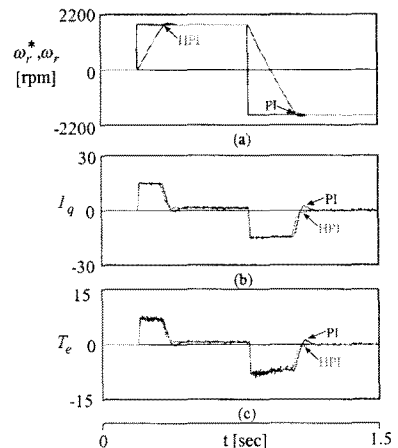 2200
ω_r^*,ω_r
[rpm]
0
HPI
PI
-2200
(a)
30
I_q
0
PI
HPI
-30
(b)
15
T_e
0
PI
HPI
-15
(c)
0
t [sec]
1.5